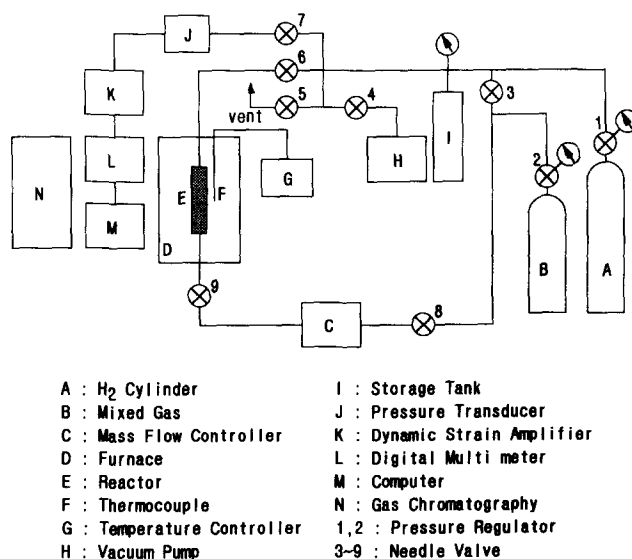 J
7
6
K
5
4
3
vent
I
1
H
2
L
E
F
G
N
M
D
B
A
9
C
8
A : H2 Cylinder
B : Mixed Gas
C : Mass Flow Controller
D : Furnace
E : Reactor
F : Thermocouple
G : Temperature Controller
H : Vacuum Pump
I : Storage Tank
J : Pressure Transducer
K : Dynamic Strain Amplifier
L : Digital Multi meter
M : Computer
N : Gas Chromatography
1,2 : Pressure Regulator
3~9 : Needle Valve